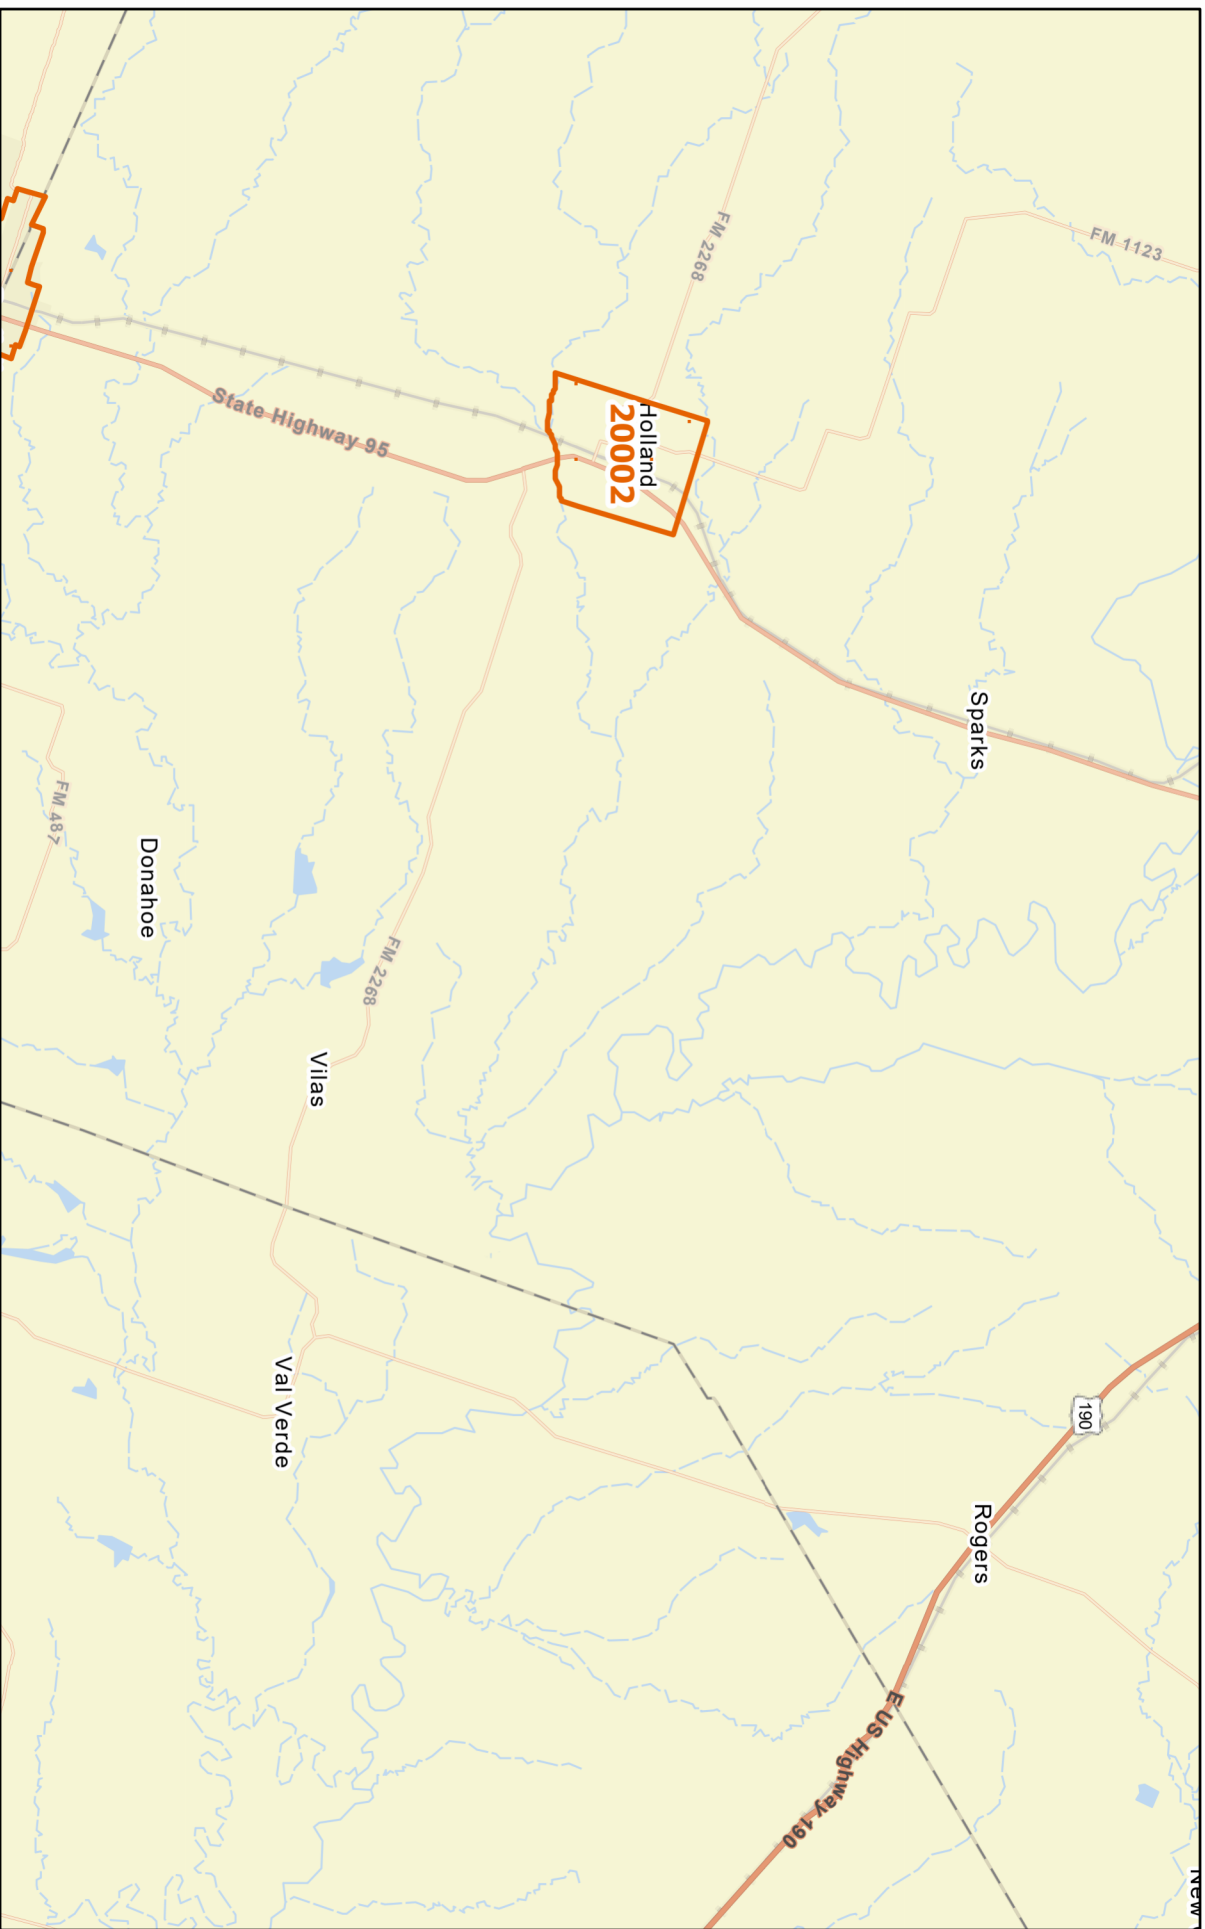 New
FM 1123
Sparks
190
Rogers
FM 2268
Holland
20002
E US Highway 190
State Highway 95
FM 2268
Vilas
Val Verde
Donahoe
FM 487